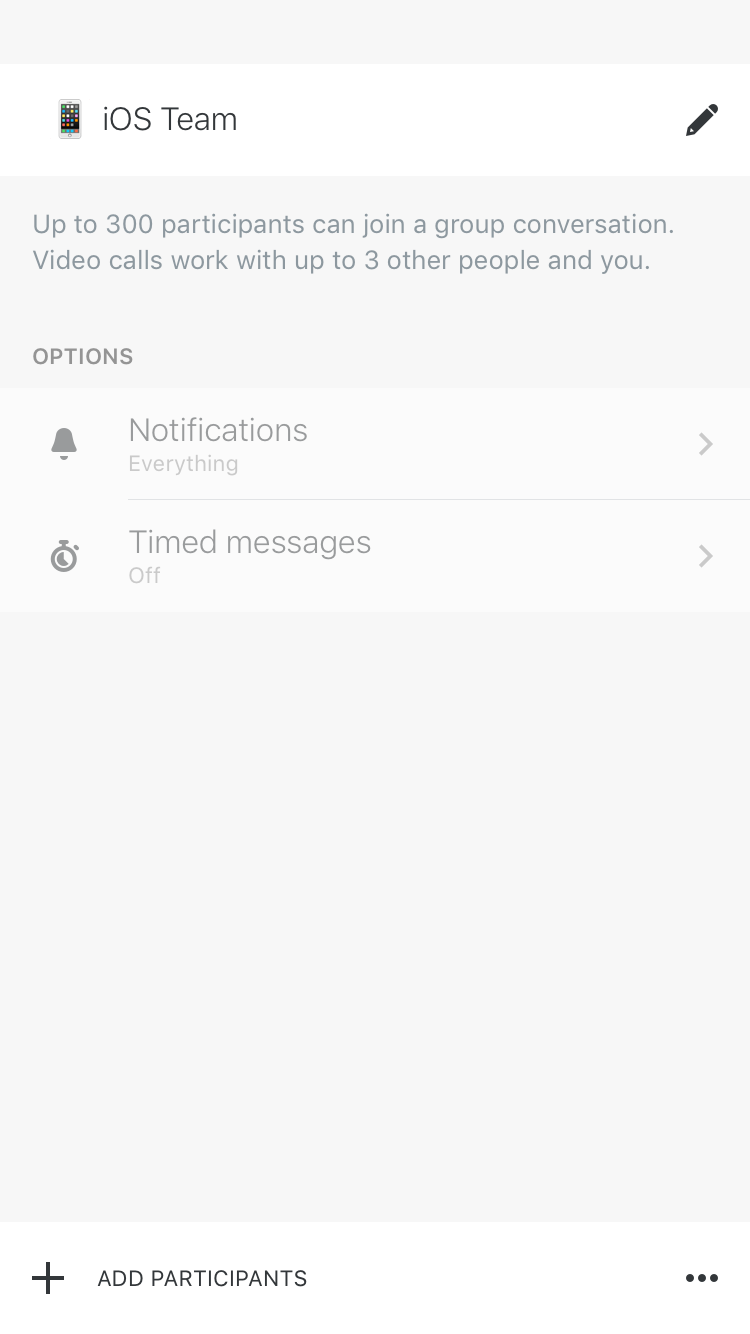 iOS Team
Up to 300 participants can join a group conversation.
Video calls work with up to 3 other people and you.
OPTIONS
Notifications
Everything
Timed messages
Off
ADD PARTICIPANTS